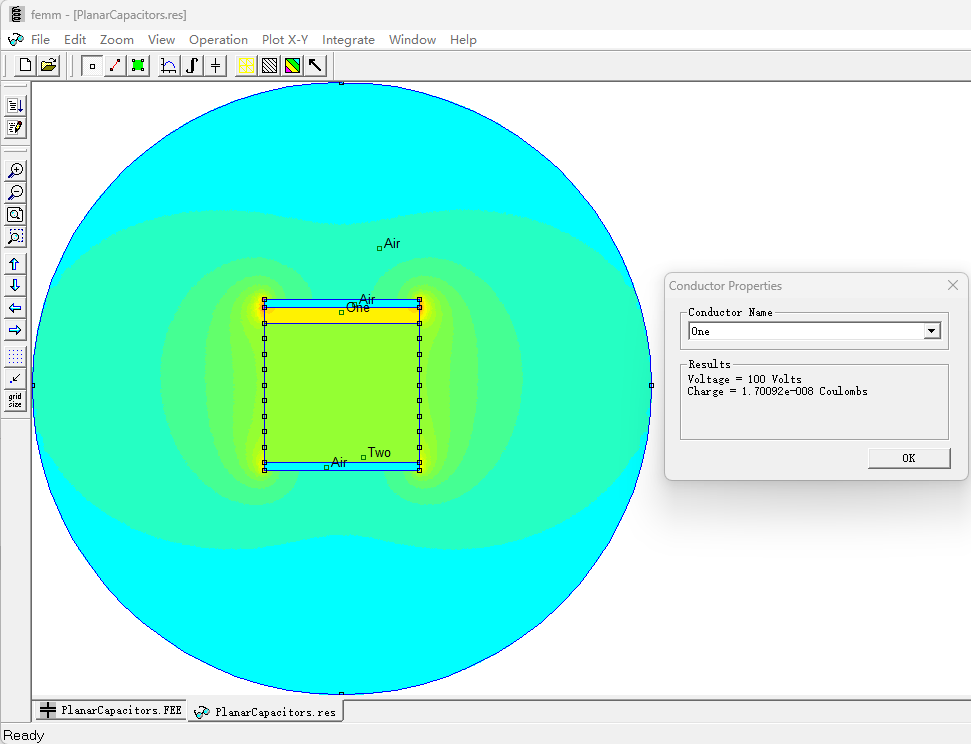 femm - [PlanarCapacitors.res]
File Edit Zoom View Operation Plot X-Y Integrate Window Help
grid
size
Air
Air
One
Two
Air
Conductor Properties
Conductor Name
One
Results
Voltage = 100 Volts
Charge = 1.70092e-008 Coulombs
OK
PlanarCapacitors.FEE PlanarCapacitors.res
Ready